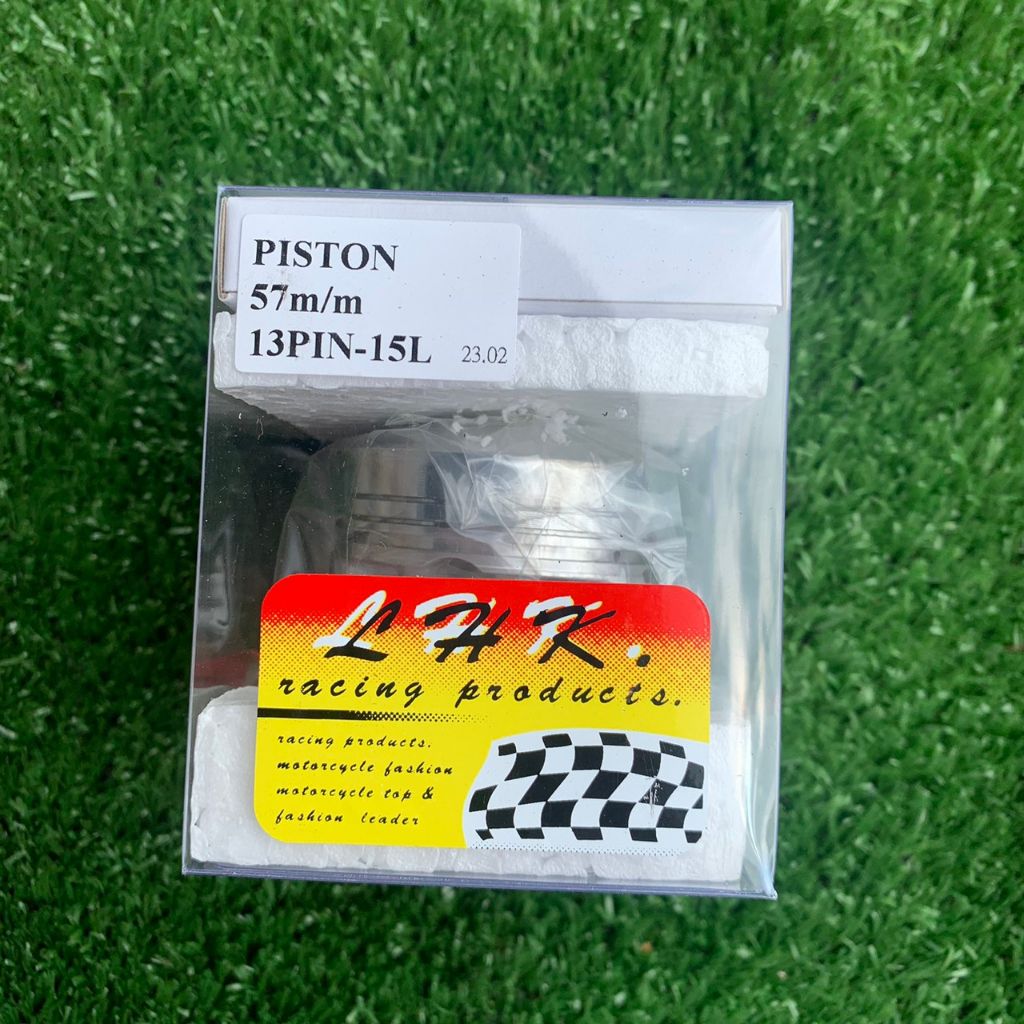 PISTON
57m/m
13PIN-15L 23.02
LHK.
racing products.
racing products.
motorcycle fashion
motorcycle top &
fashion leader